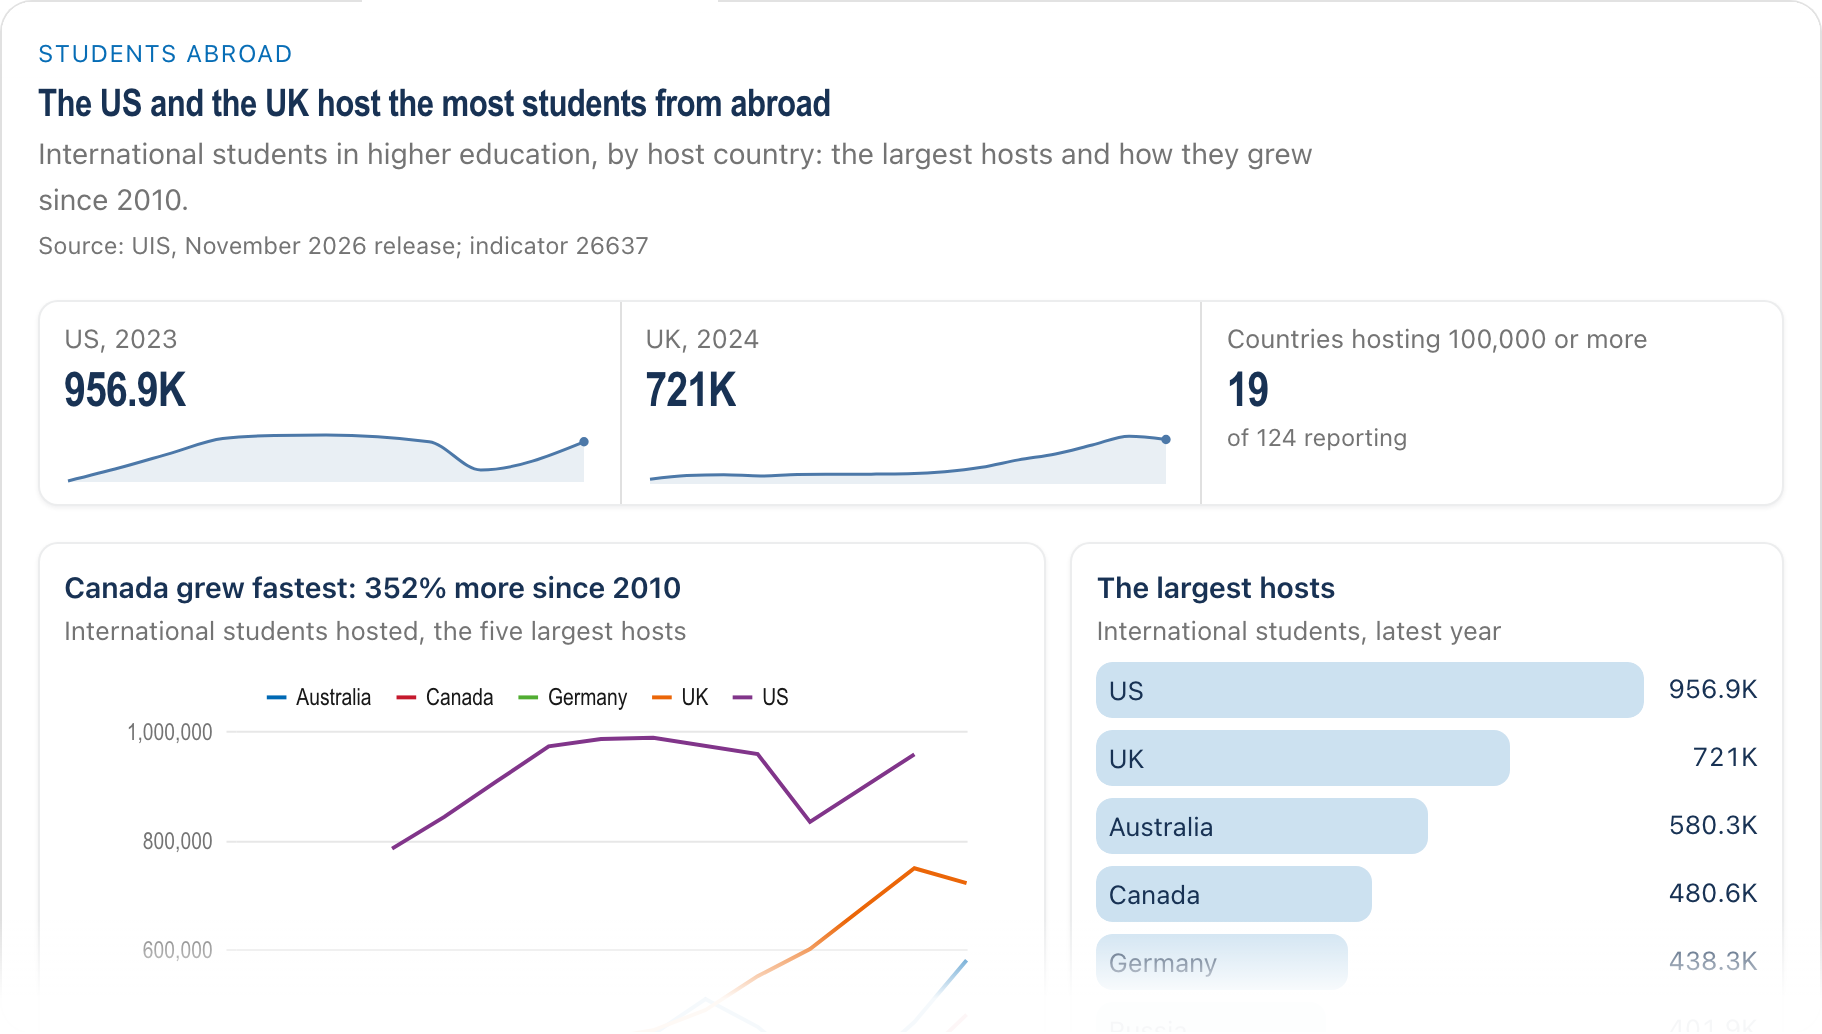 STUDENTS ABROAD
The US and the UK host the most students from abroad
International students in higher education, by host country: the largest hosts and how they grew
since 2010.
Source: UIS, November 2026 release; indicator 26637
US, 2023
956.9K
UK, 2024
721K
Countries hosting 100,000 or more
19
of 124 reporting
Canada grew fastest: 352% more since 2010
International students hosted, the five largest hosts
Australia Canada Germany UK US
1,000,000
800,000
600,000
The largest hosts
International students, latest year
US 956.9K
UK 721K
Australia 580.3K
Canada 480.6K
Germany 438.3K
Russia 401.9K